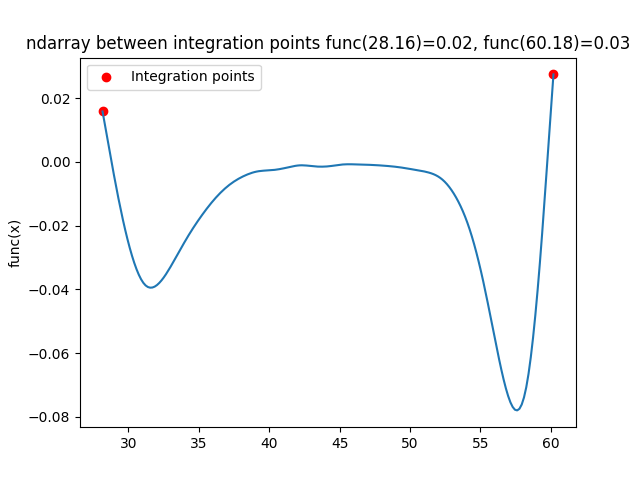 ndarray between integration points func(28.16)=0.02, func(60.18)=0.03
Integration points
0.02
0.00
−0.02
−0.04
−0.06
−0.08
func(x)
30 35 40 45 50 55 60